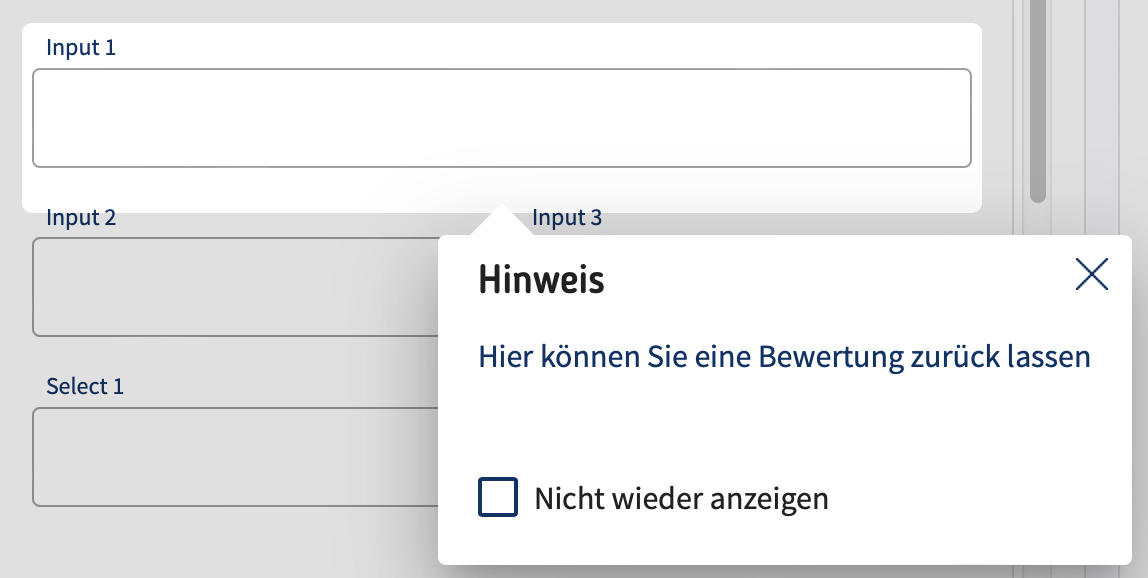 Input 1
Input 2
Input 3
Hinweis
Hier können Sie eine Bewertung zurück lassen
Select 1
Nicht wieder anzeigen